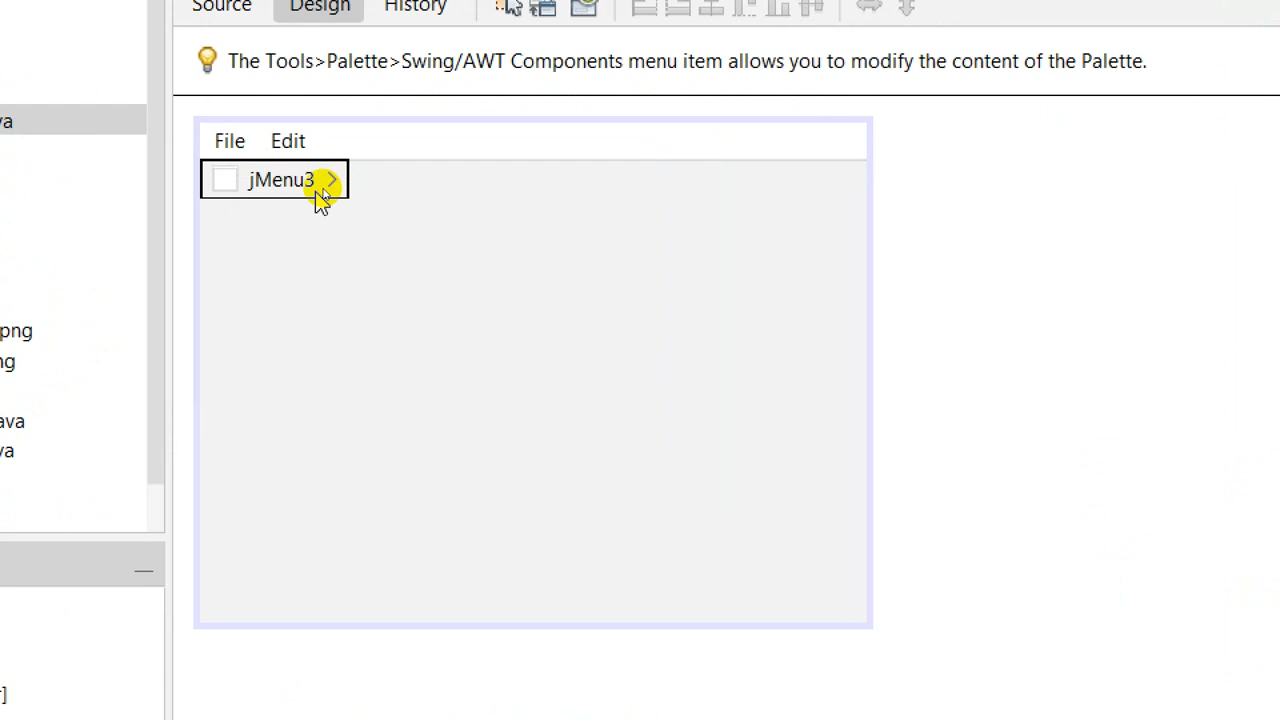 Source Design History
The Tools>Palette>Swing/AWT Components menu item allows you to modify the content of the Palette.
va
File Edit
jMenu3
png
ng
ava
va
r]